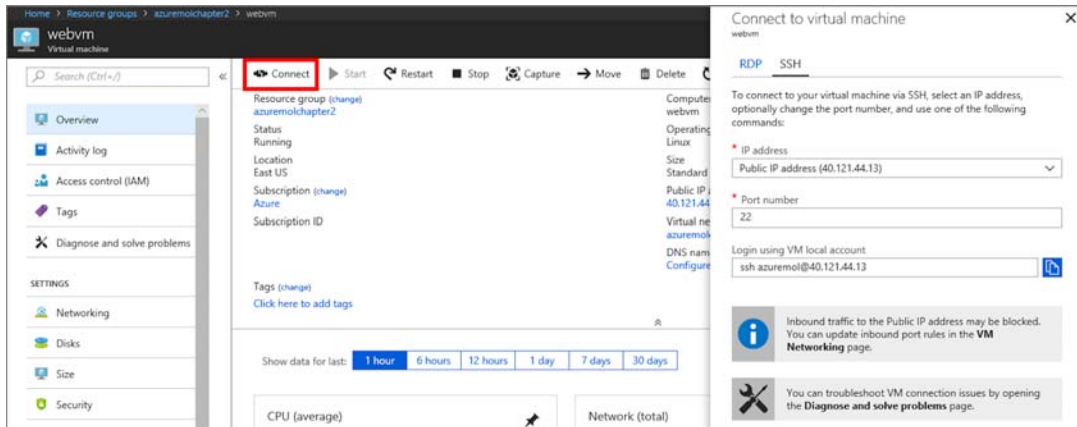 Home > Resource groups > azuremolchapter2 > webvm
webvm
Virtual machine
Search (Ctrl+/)
Overview
Activity log
Access control (IAM)
Tags
Diagnose and solve problems
SETTINGS
Networking
Disks
Size
Security
Connect Start Restart Stop Capture Move Delete
Resource group (change)
azuremolchapter2
Status
Running
Location
East US
Subscription (change)
Azure
Subscription ID
Computer
webvm
Operating
Linux
Size
Standard
Public IP
40.121.44
Virtual ne
azuremol
DNS nam
Configure
Tags (change)
Click here to add tags
Show data for last: 1 hour 6 hours 12 hours 1 day 7 days 30 days
CPU (average)
Network (total)
Connect to virtual machine
webvm
RDP SSH
To connect to your virtual machine via SSH, select an IP address,
optionally change the port number, and use one of the following
commands:
* IP address
Public IP address (40.121.44.13)
* Port number
22
Login using VM local account
ssh azuremol@40.121.44.13
Inbound traffic to the Public IP address may be blocked.
You can update inbound port rules in the VM
Networking page.
You can troubleshoot VM connection issues by opening
the Diagnose and solve problems page.